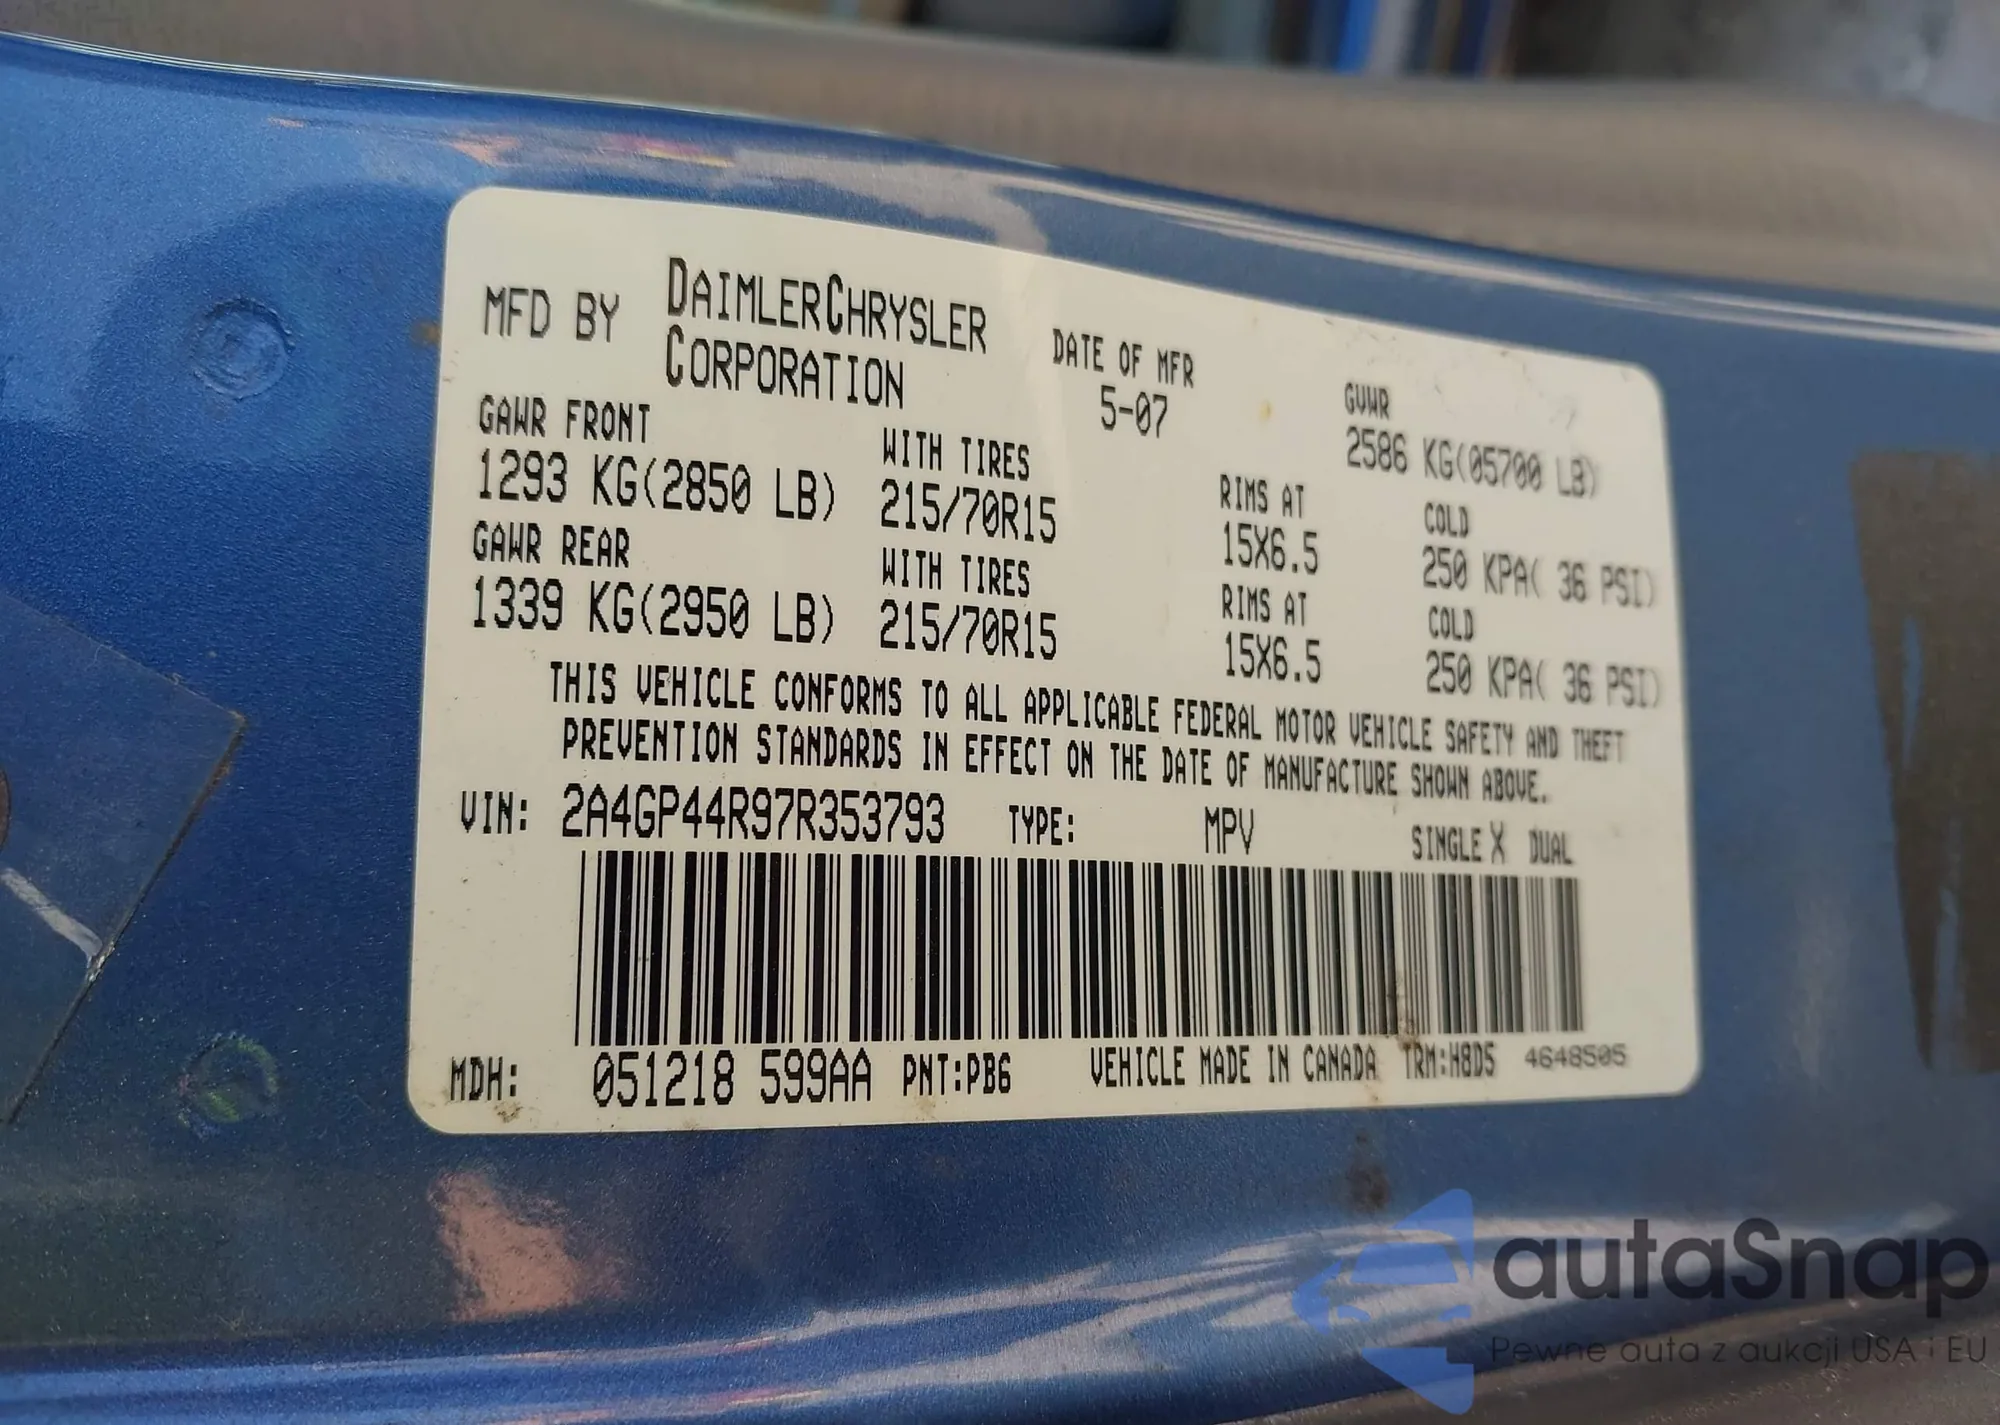 MFD BY DAIMLERCHRYSLER CORPORATION
DATE OF MFR
5-07
GVWR
2586 KG(05700 LB)
GAWR FRONT WITH TIRES RIMS AT COLD
1293 KG(2850 LB) 215/70R15 15X6.5 250 KPA( 36 PSI)
GAWR REAR WITH TIRES RIMS AT COLD
1339 KG(2950 LB) 215/70R15 15X6.5 250 KPA( 36 PSI)
THIS VEHICLE CONFORMS TO ALL APPLICABLE FEDERAL MOTOR VEHICLE SAFETY AND THEFT
PREVENTION STANDARDS IN EFFECT ON THE DATE OF MANUFACTURE SHOWN ABOVE.
VIN: 2A4GP44R97R353793 TYPE: MPV SINGLE X DUAL
MDH: 051218 599AA PNT:PB6 VEHICLE MADE IN CANADA TRM:H8D5 4648505
autaSnap
Pewne auta z aukcji USA i EU